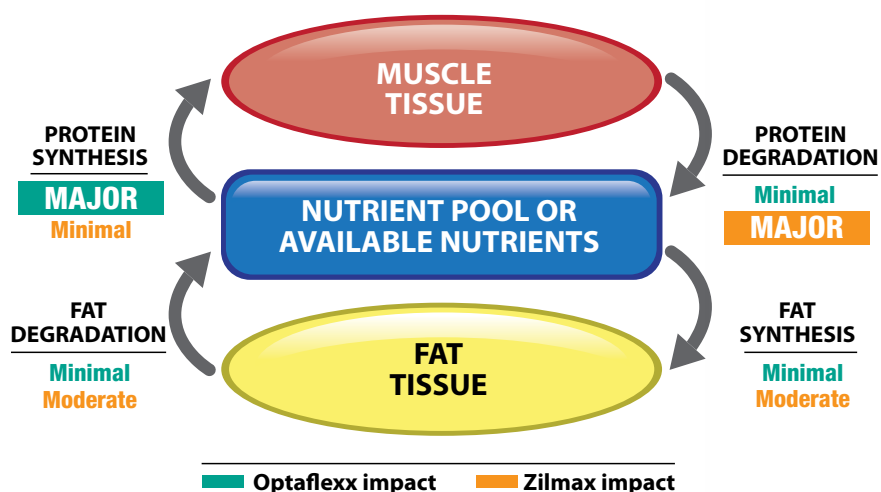 MUSCLE
TISSUE
PROTEIN
SYNTHESIS
MAJOR
Minimal
PROTEIN
DEGRADATION
Minimal
MAJOR
NUTRIENT POOL OR
AVAILABLE NUTRIENTS
FAT
DEGRADATION
Minimal
Moderate
FAT
SYNTHESIS
Minimal
Moderate
FAT
TISSUE
Optaflexx impact
Zilmax impact